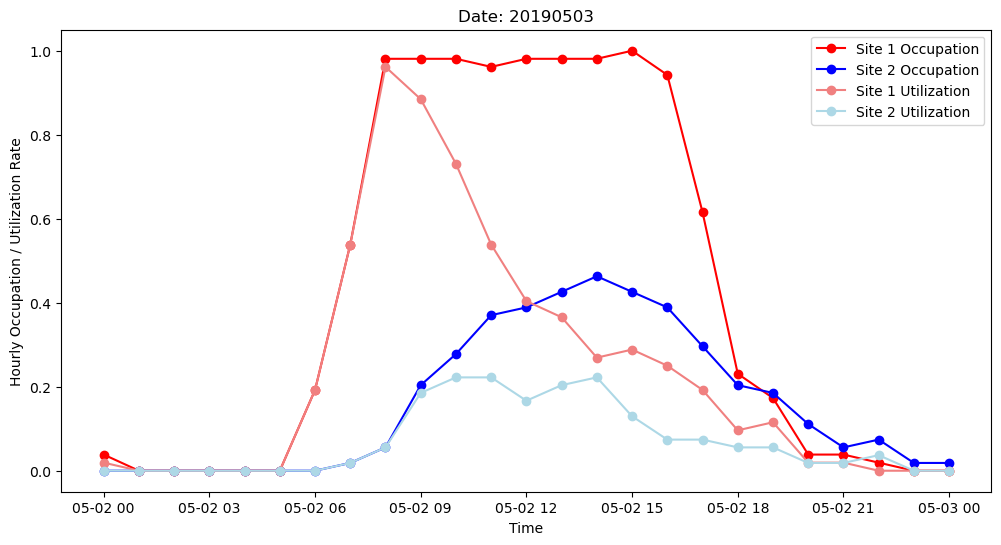 Date: 20190503
Site 1 Occupation
Site 2 Occupation
Site 1 Utilization
Site 2 Utilization
Hourly Occupation / Utilization Rate
1.0
0.8
0.6
0.4
0.2
0.0
05-02 00 05-02 03 05-02 06 05-02 09 05-02 12 05-02 15 05-02 18 05-02 21 05-03 00
Time